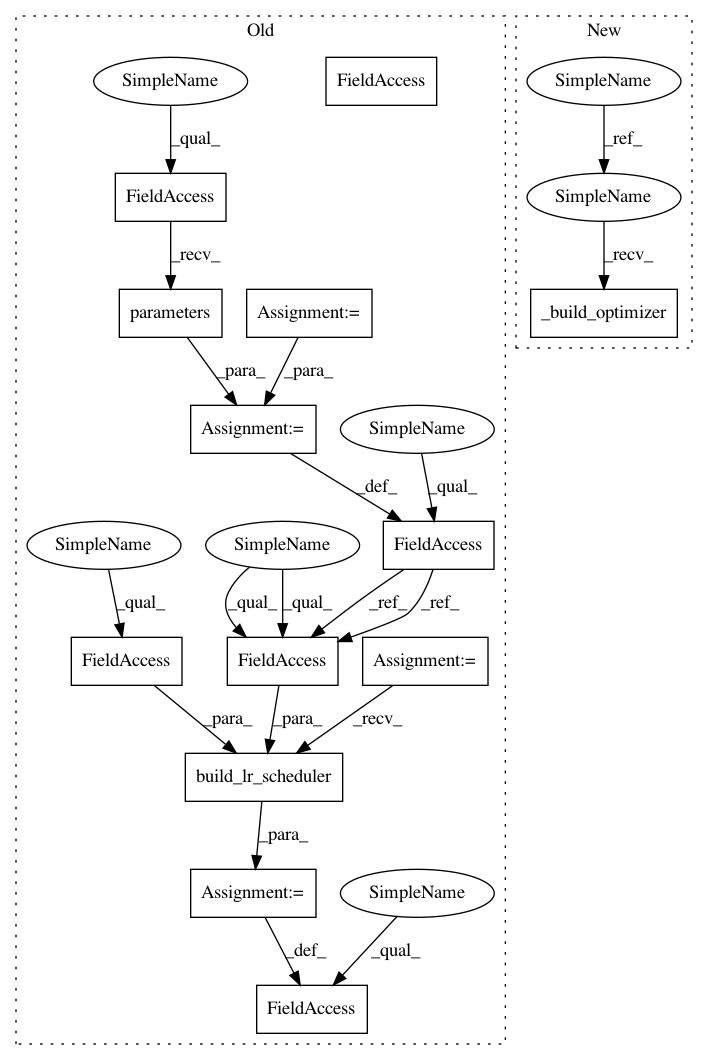 Old
New
SimpleName
FieldAccess
SimpleName
_qual_
_ref_
FieldAccess
SimpleName
_recv_
_recv_
parameters
Assignment:=
_build_optimizer
_para_
_para_
Assignment:=
SimpleName
_def_
_qual_
SimpleName
SimpleName
FieldAccess
_qual_
_qual_
_qual_
_ref_
_ref_
FieldAccess
FieldAccess
Assignment:=
_para_
_para_
_recv_
build_lr_scheduler
_para_
Assignment:=
SimpleName
_def_
_qual_
FieldAccess